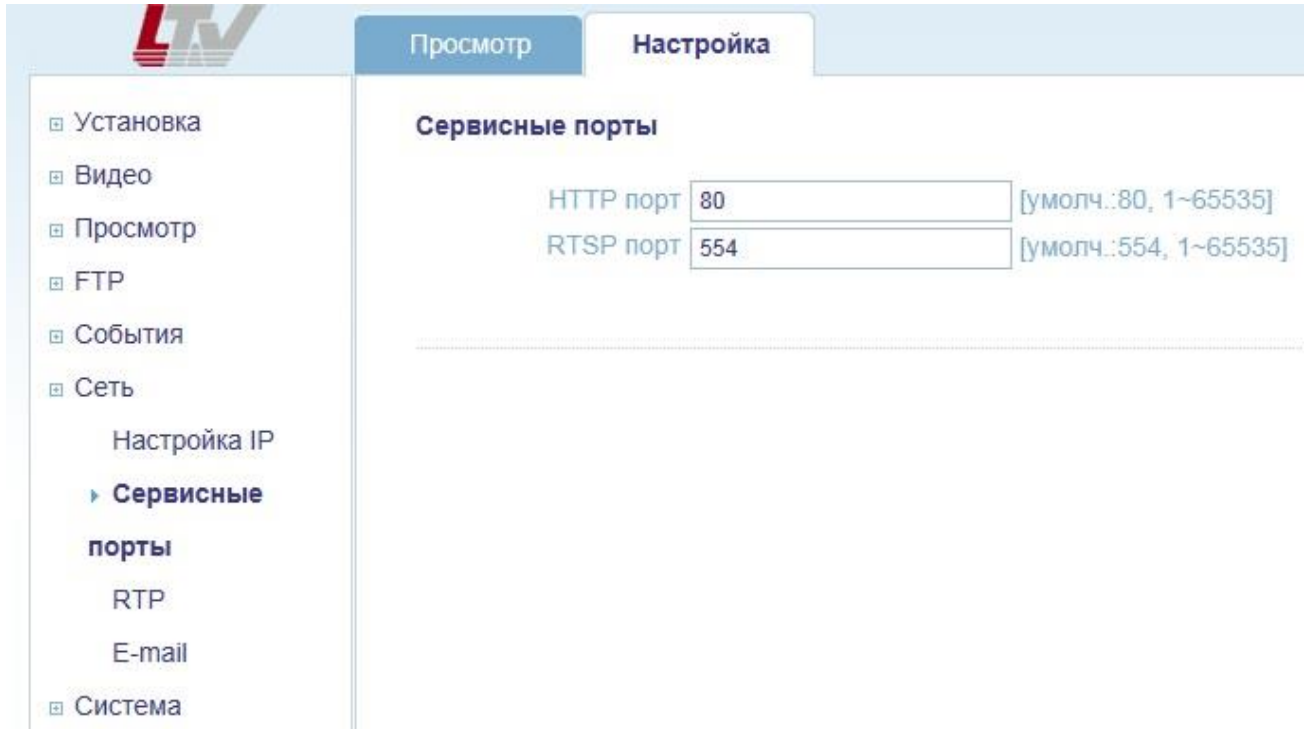 LTV
Просмотр
Настройка
Установка
Видео
Просмотр
FTP
События
Сеть
Настройка IP
Сервисные
порты
RTP
E-mail
Система
Сервисные порты
HTTP порт 80 [умолч.:80, 1~65535]
RTSP порт 554 [умолч.:554, 1~65535]